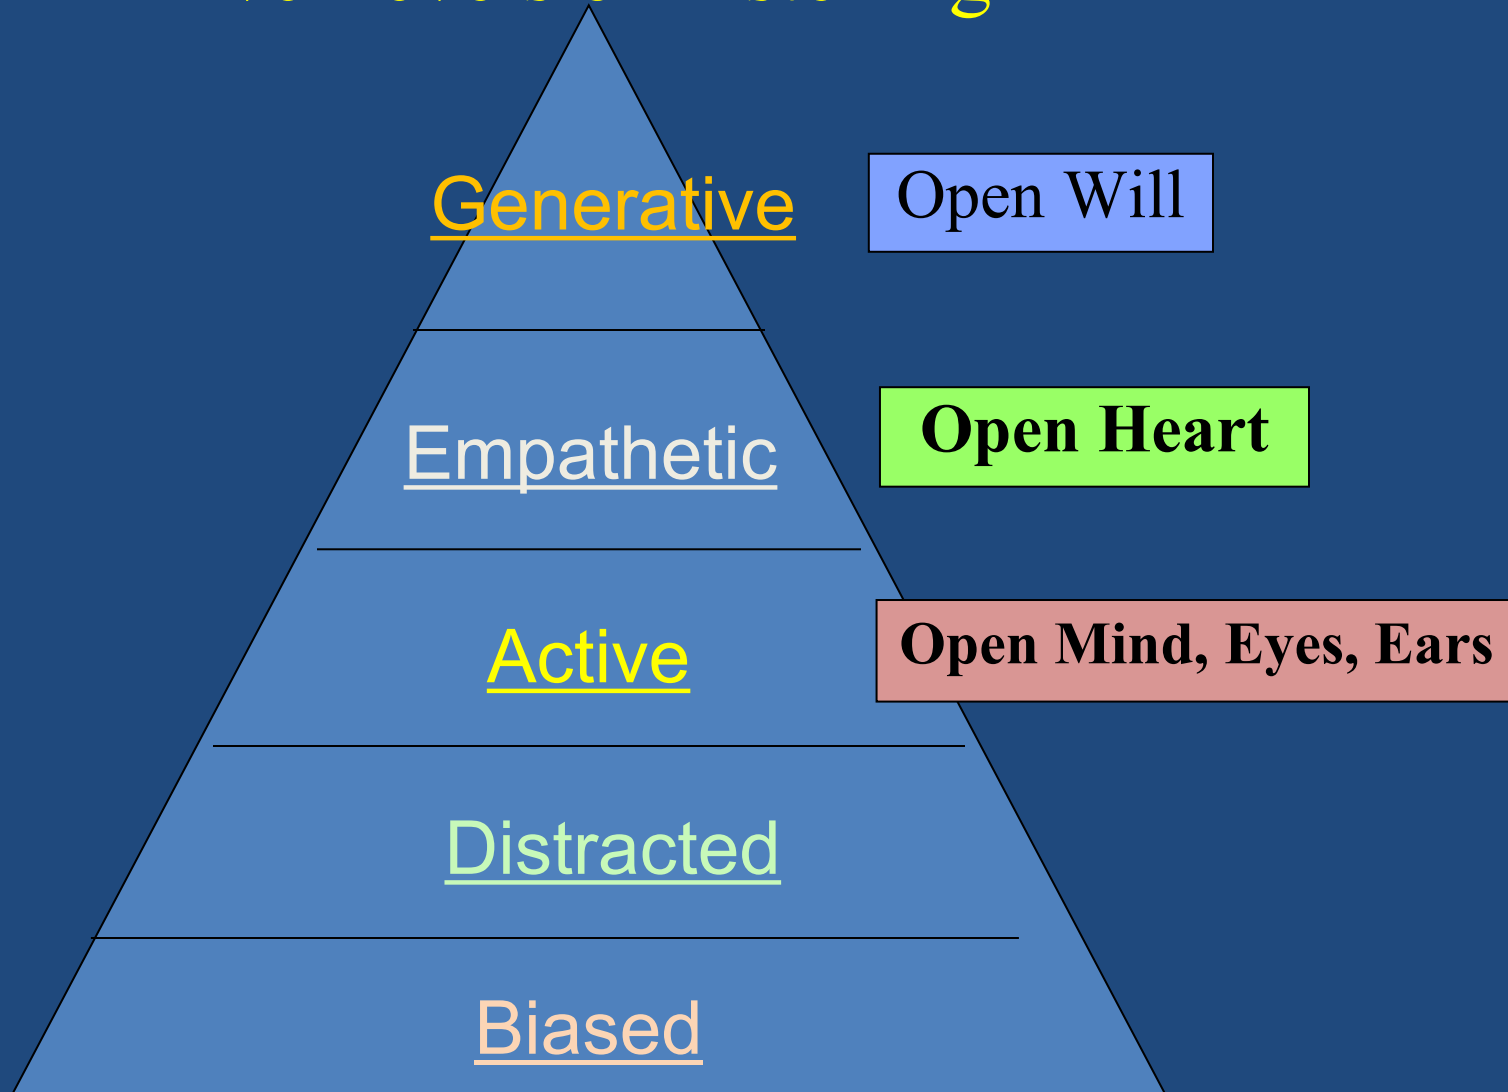 Generative
Open Will
Empathetic
Open Heart
Active
Open Mind, Eyes, Ears
Distracted
Biased